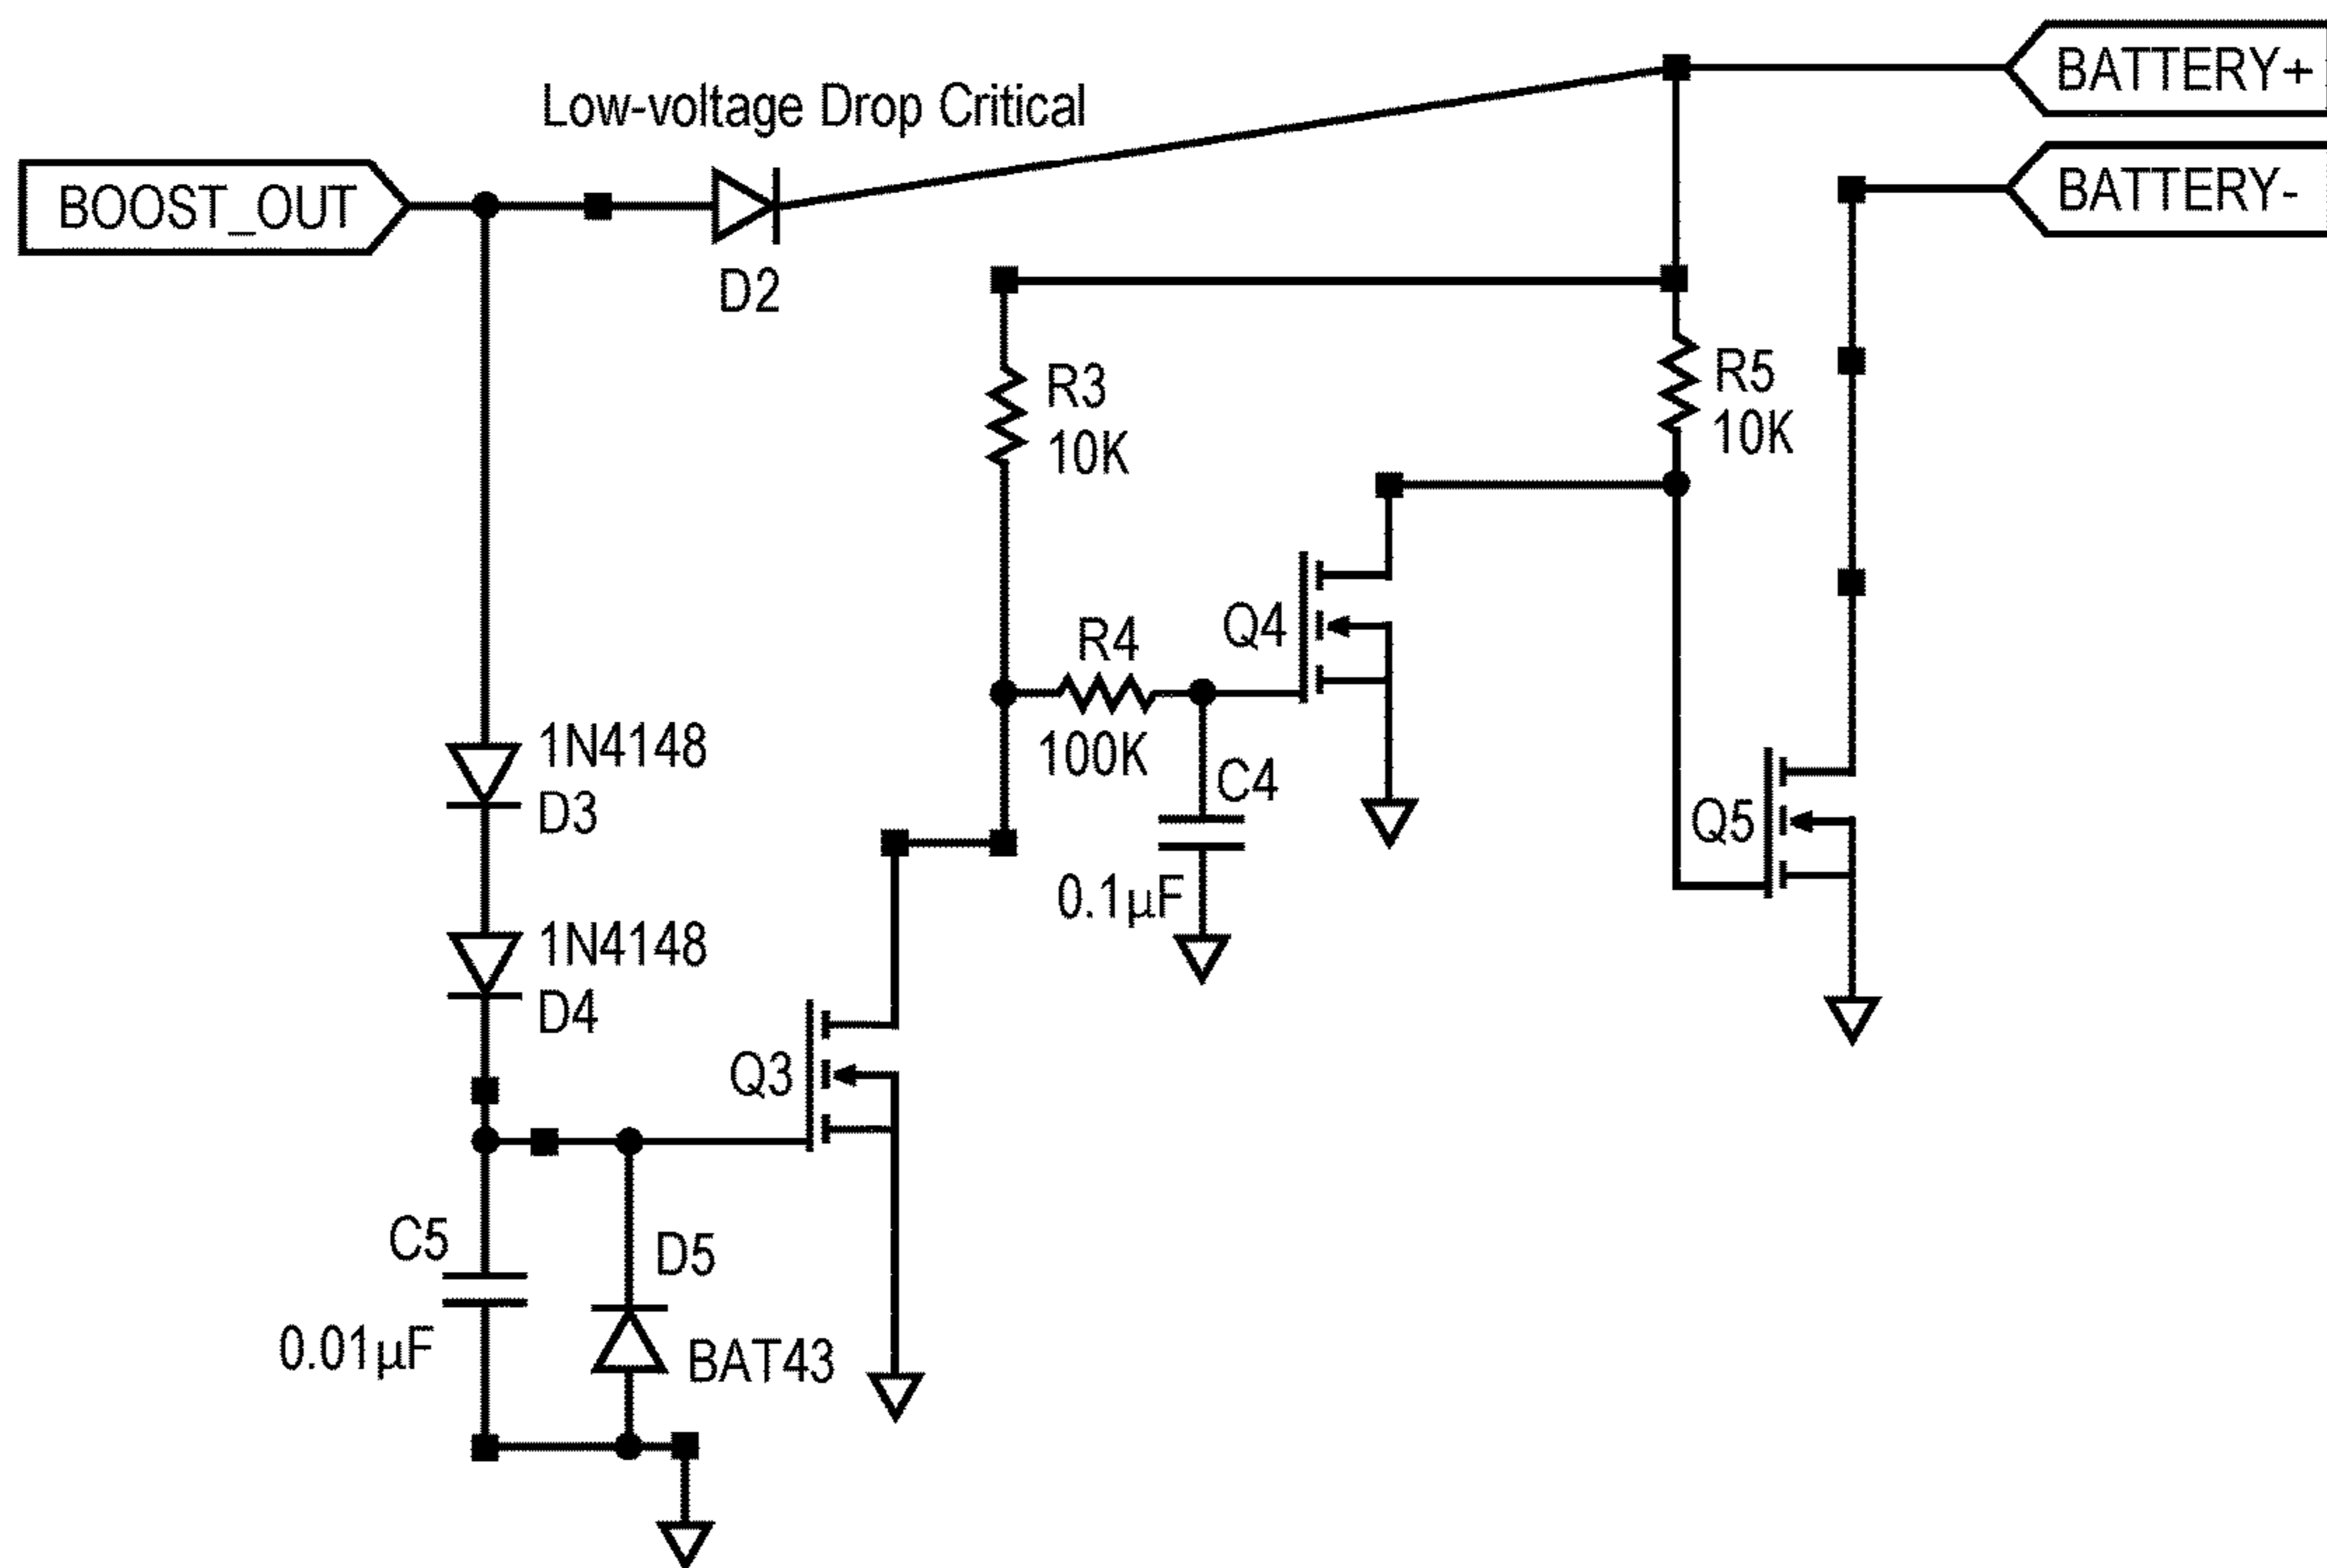 BATTERY+
Low-voltage Drop Critical
BATTERY-
BOOST_OUT
D2
R3
10K
R5
10K
Q4
R4
100K
C4
0.1µF
1N4148
D3
Q5
1N4148
D4
Q3
C5
0.01µF
D5
BAT43